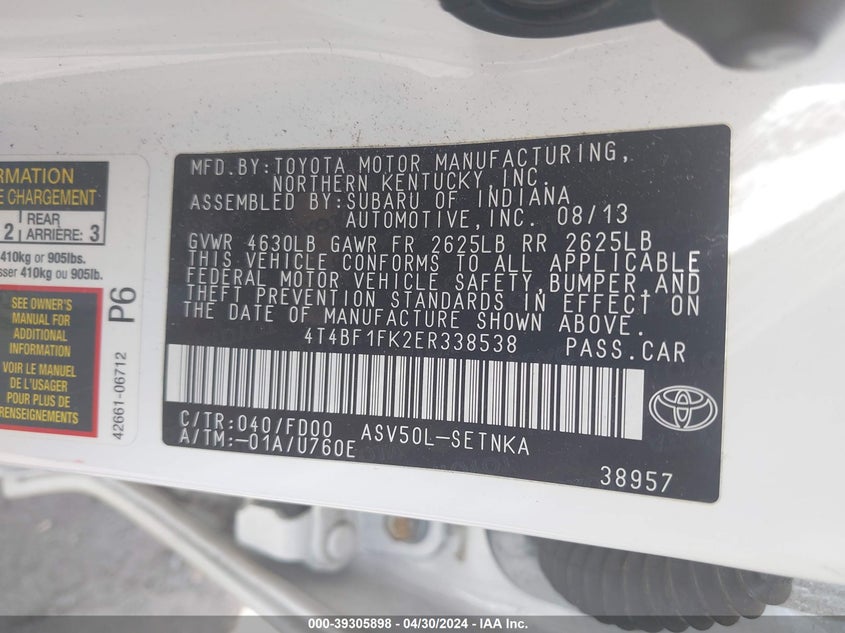 RMATION
E CHARGEMENT
2 REAR ARRIÈRE: 3
410kg or 905lbs.
sser 410kg ou 905lb.
SEE OWNER'S
MANUAL FOR
ADDITIONAL
INFORMATION
VOIR LE MANUEL
DE L'USAGER
POUR PLUS DE
RENSEIGNEMENTS
P6
42661-06712
MFD.BY:TOYOTA MOTOR MANUFACTURING,
NORTHERN KENTUCKY,INC.
ASSEMBLED BY:SUBARU OF INDIANA
AUTOMOTIVE,INC. 08/13
GVWR 4630LB GAWR FR 2625LB RR 2625LB
THIS VEHICLE CONFORMS TO ALL APPLICABLE
FEDERAL MOTOR VEHICLE SAFETY,BUMPER,AND
THEFT PREVENTION STANDARDS IN EFFECT ON
THE DATE OF MANUFACTURE SHOWN ABOVE.
4T4BF1FK2ER338538 PASS.CAR
C/TR:040/FD00 ASV50L-SETNKA
A/TM:-01A/U760E
38957
000-39305898 - 04/30/2024 - IAA Inc.